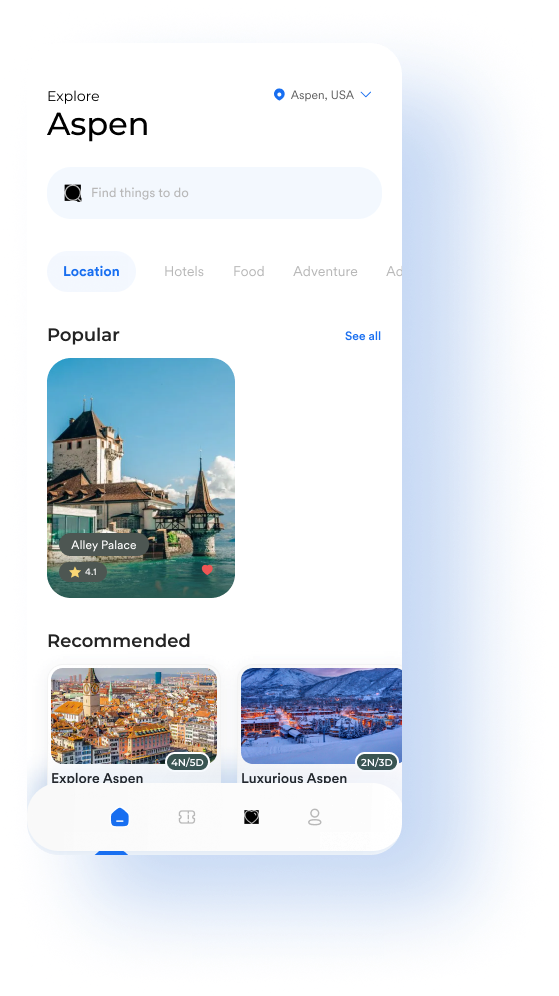 Explore
Aspen, USA
Aspen
Find things to do
Location Hotels Food Adventure Ad
Popular See all
Alley Palace
4.1
Recommended
4N/5D 2N/3D
Explore Aspen Luxurious Aspen